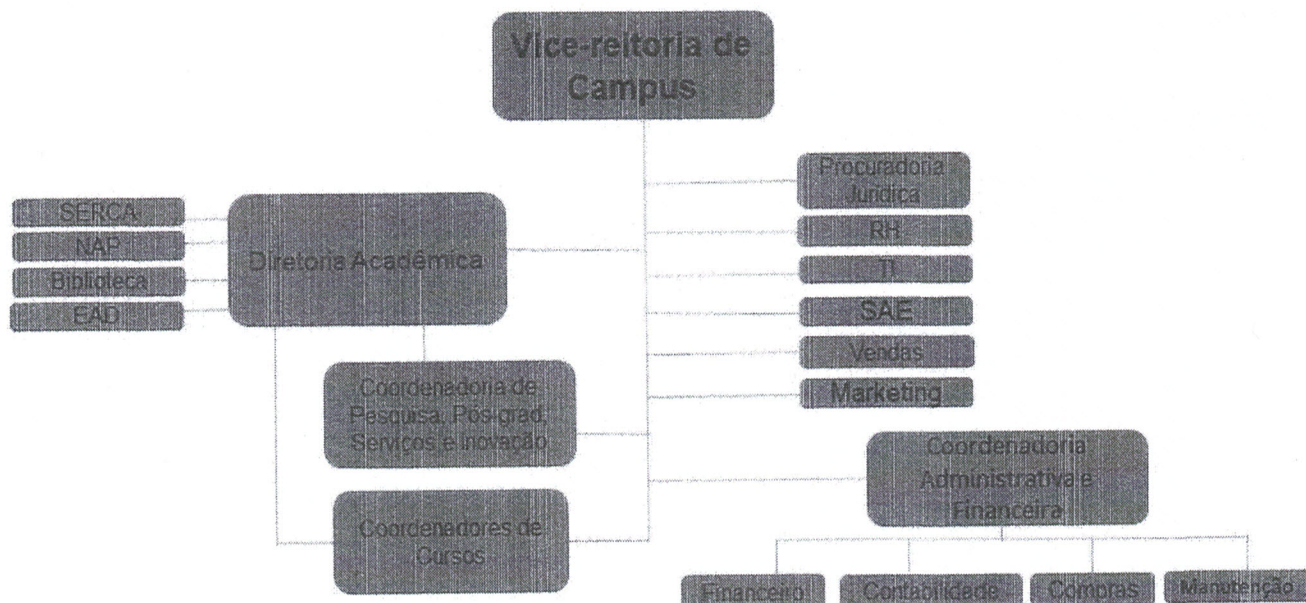 Vice-reitoria de
Campus
Procuradoria
Jurídica
RH
TI
SAE
Vendas
Marketing
SERCA
NAP
Biblioteca
EAD
Diretoria Acadêmica
Coordenadoria de
Pesquisa, Pós-grad,
Serviços e Inovação
Coordenadores de
Cursos
Coordenadoria
Administrativa e
Financeira
Financeiro
Contabilidade
Compras
Manutenção